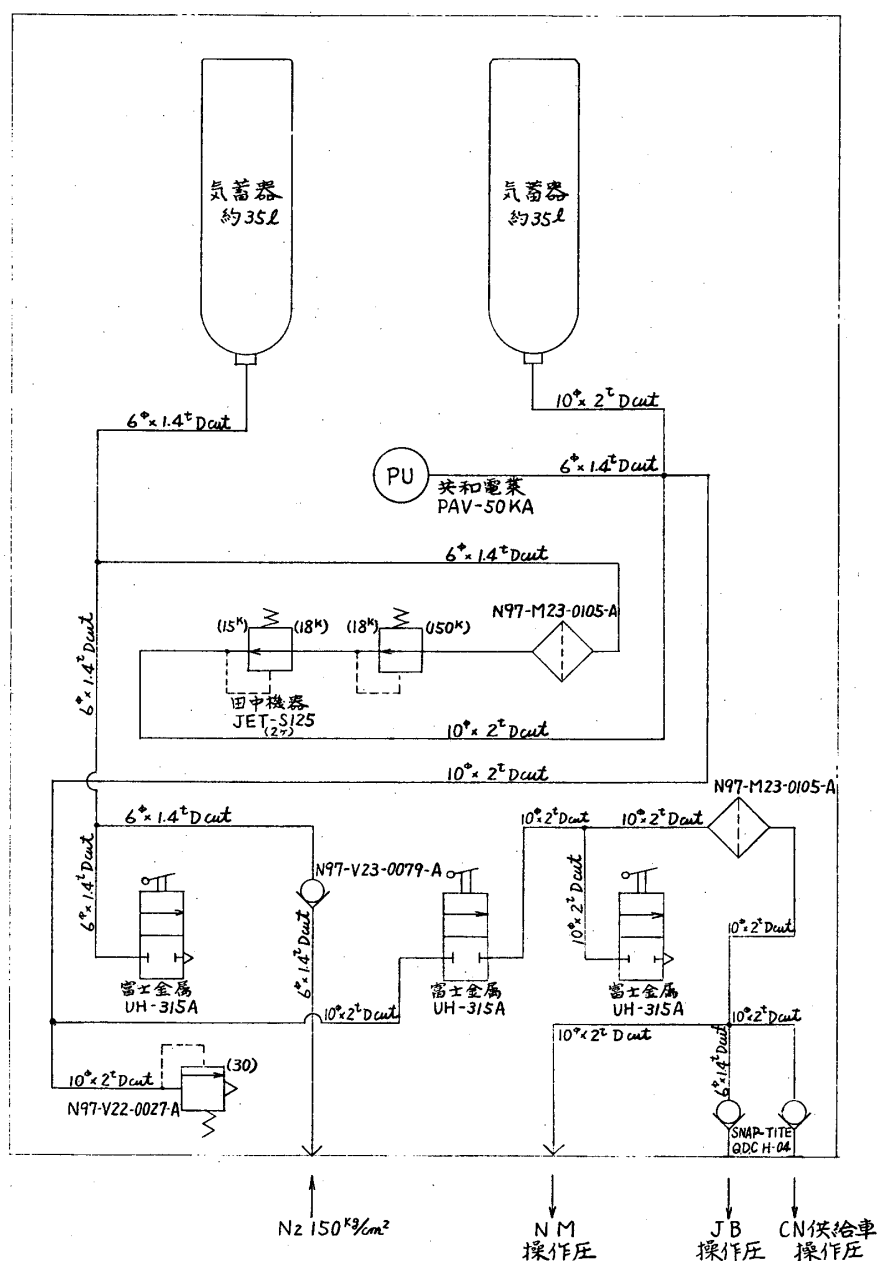 気蓄器
約35ℓ
気蓄器
約35ℓ
6φ×1.4t Dcut
10φ×2t Dcut
6φ×1.4t Dcut
PU
共和電業
PAV-50KA
6φ×1.4t Dcut
N97-M23-0105-A
(15K)
(18K)
(18K)
(150K)
6φ×1.4t Dcut
田中機器
JET-S125
(2ケ)
10φ×2t Dcut
10φ×2t Dcut
N97-M23-0105-A
6φ×1.4t Dcut
10φ×2t Dcut
10φ×2t Dcut
N97-V23-0079-A
6φ×1.4t Dcut
10φ×2t Dcut
6φ×1.4t Dcut
10φ×2t Dcut
富士金属
UH-315A
富士金属
UH-315A
富士金属
UH-315A
10φ×2t Dcut
10φ×2t Dcut
10φ×2t Dcut
6φ×1.4t Dcut
(30)
10φ×2t Dcut
N97-V22-0027-A
SNAP-TITE
QDC H-04
N2 150Kg/cm2
NM
操作圧
JB
操作圧
CN供給車
操作圧